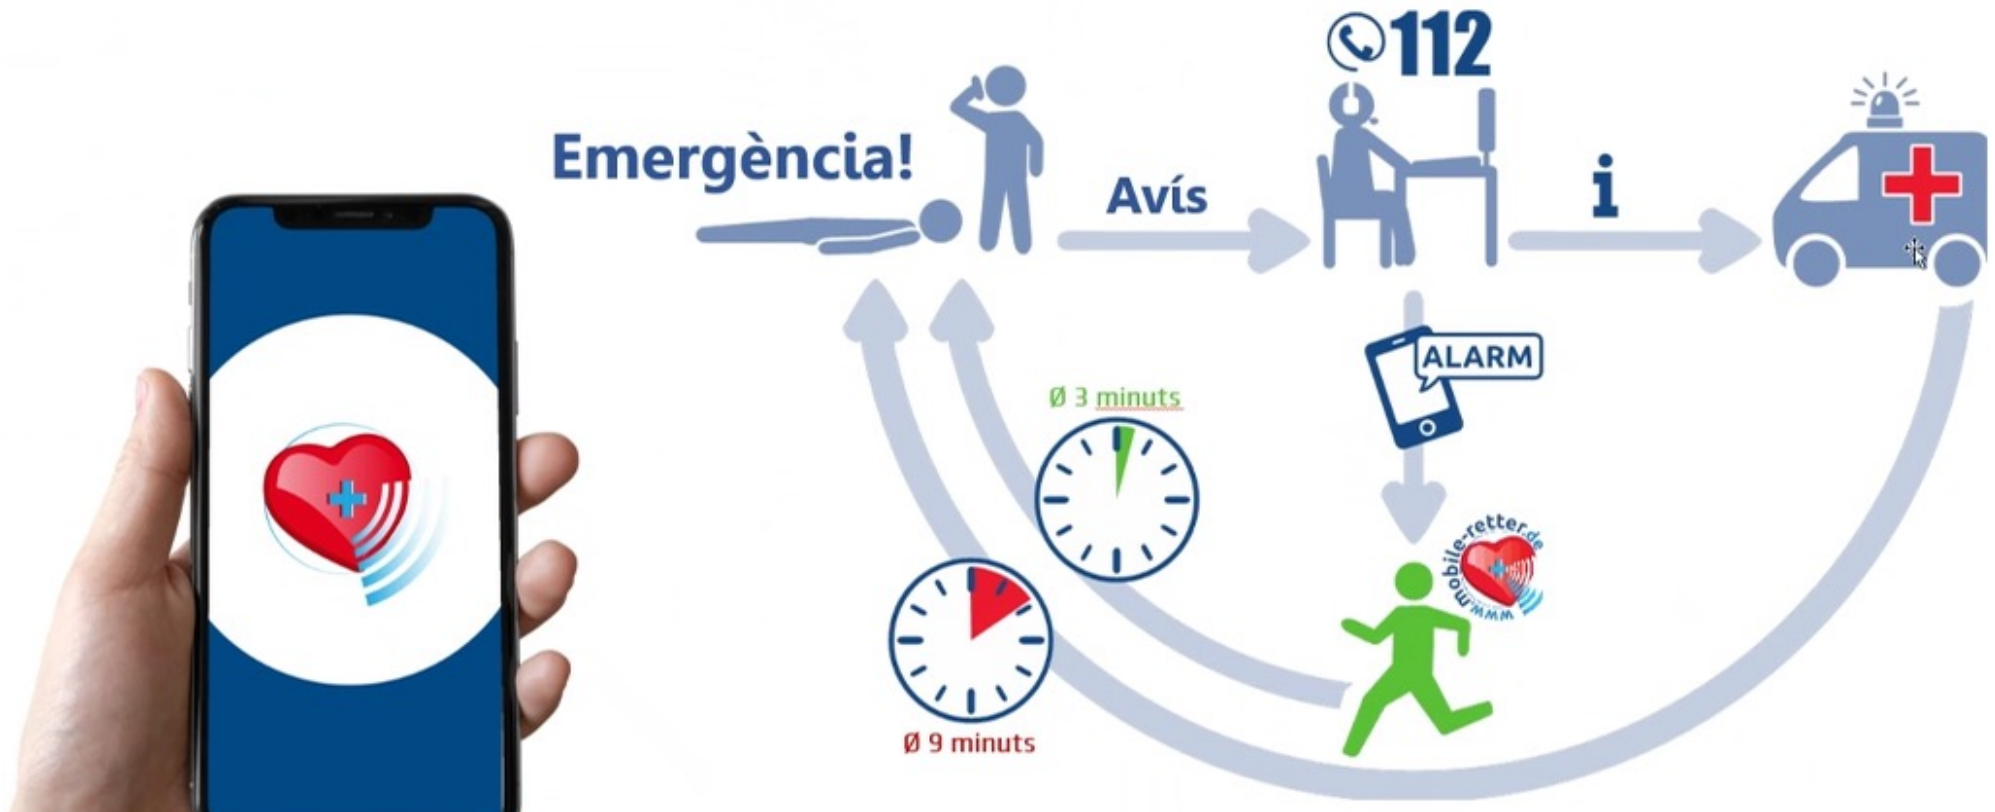 112
Emergència!
Avís
i
ALARM
Ø 3 minuts
www.mobile-retter.de
Ø 9 minuts